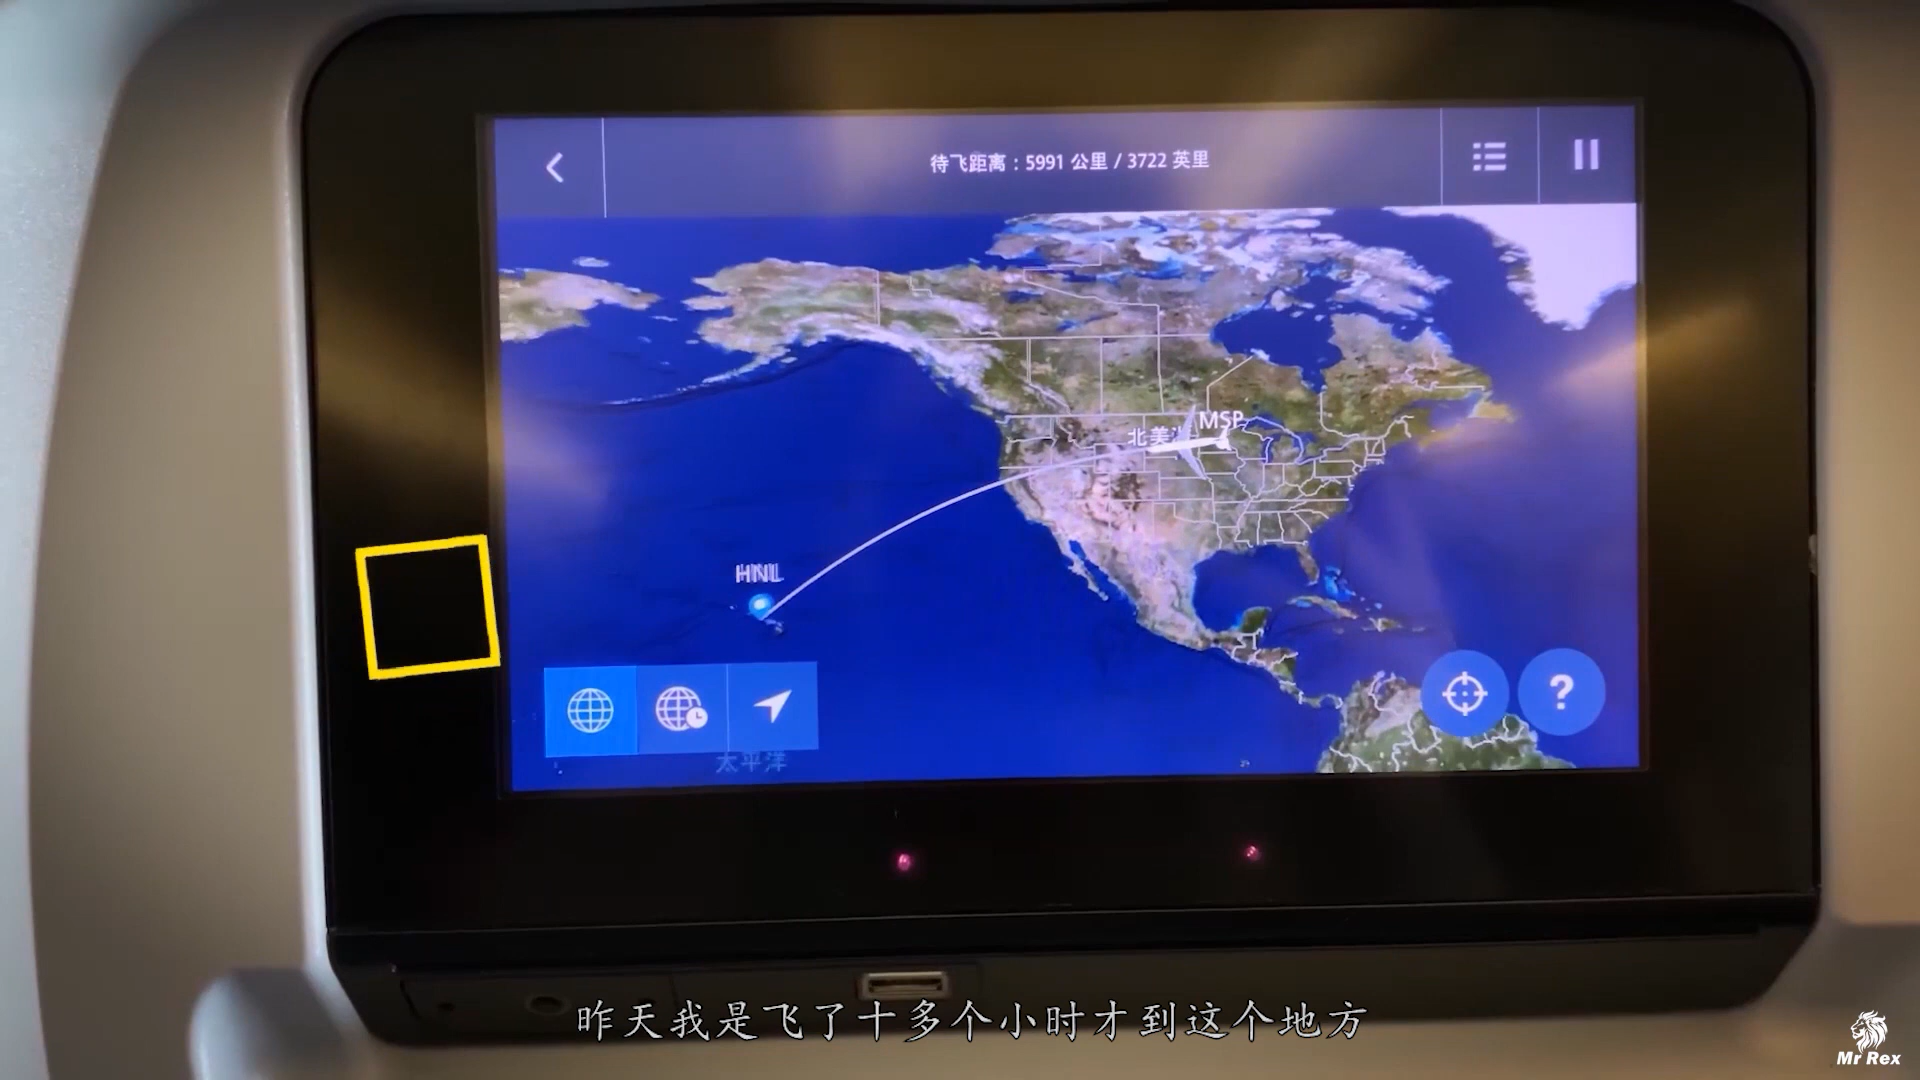 待飞距离：5991 公里 / 3722 英里
MSP
北美
HNL
?
太平洋
昨天我是飞了十多个小时才到这个地方
Mr Rex